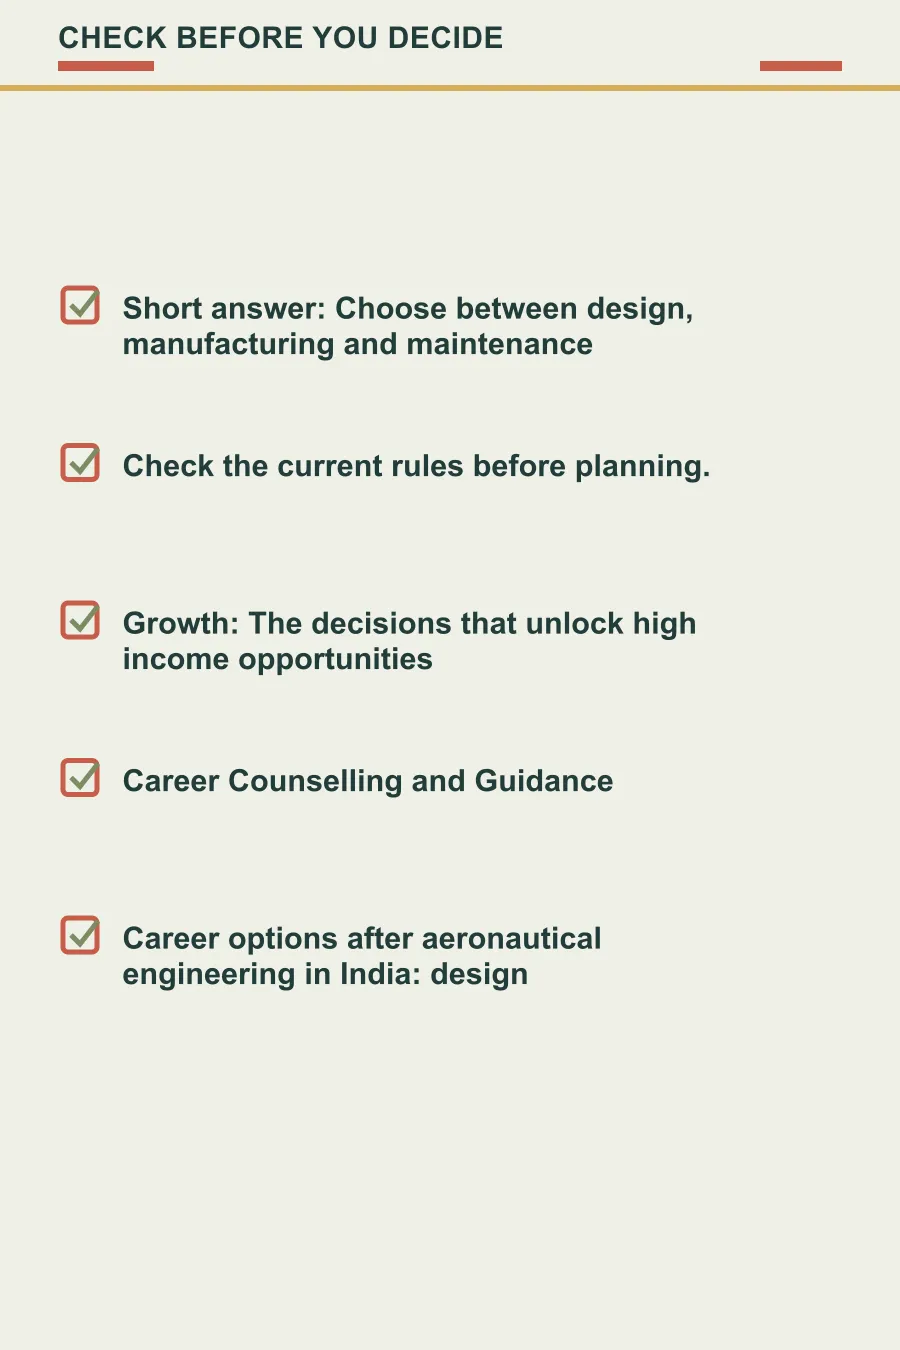 CHECK BEFORE YOU DECIDE
Short answer: Choose between design,
manufacturing and maintenance
Check the current rules before planning.
Growth: The decisions that unlock high
income opportunities
Career Counselling and Guidance
Career options after aeronautical
engineering in India: design